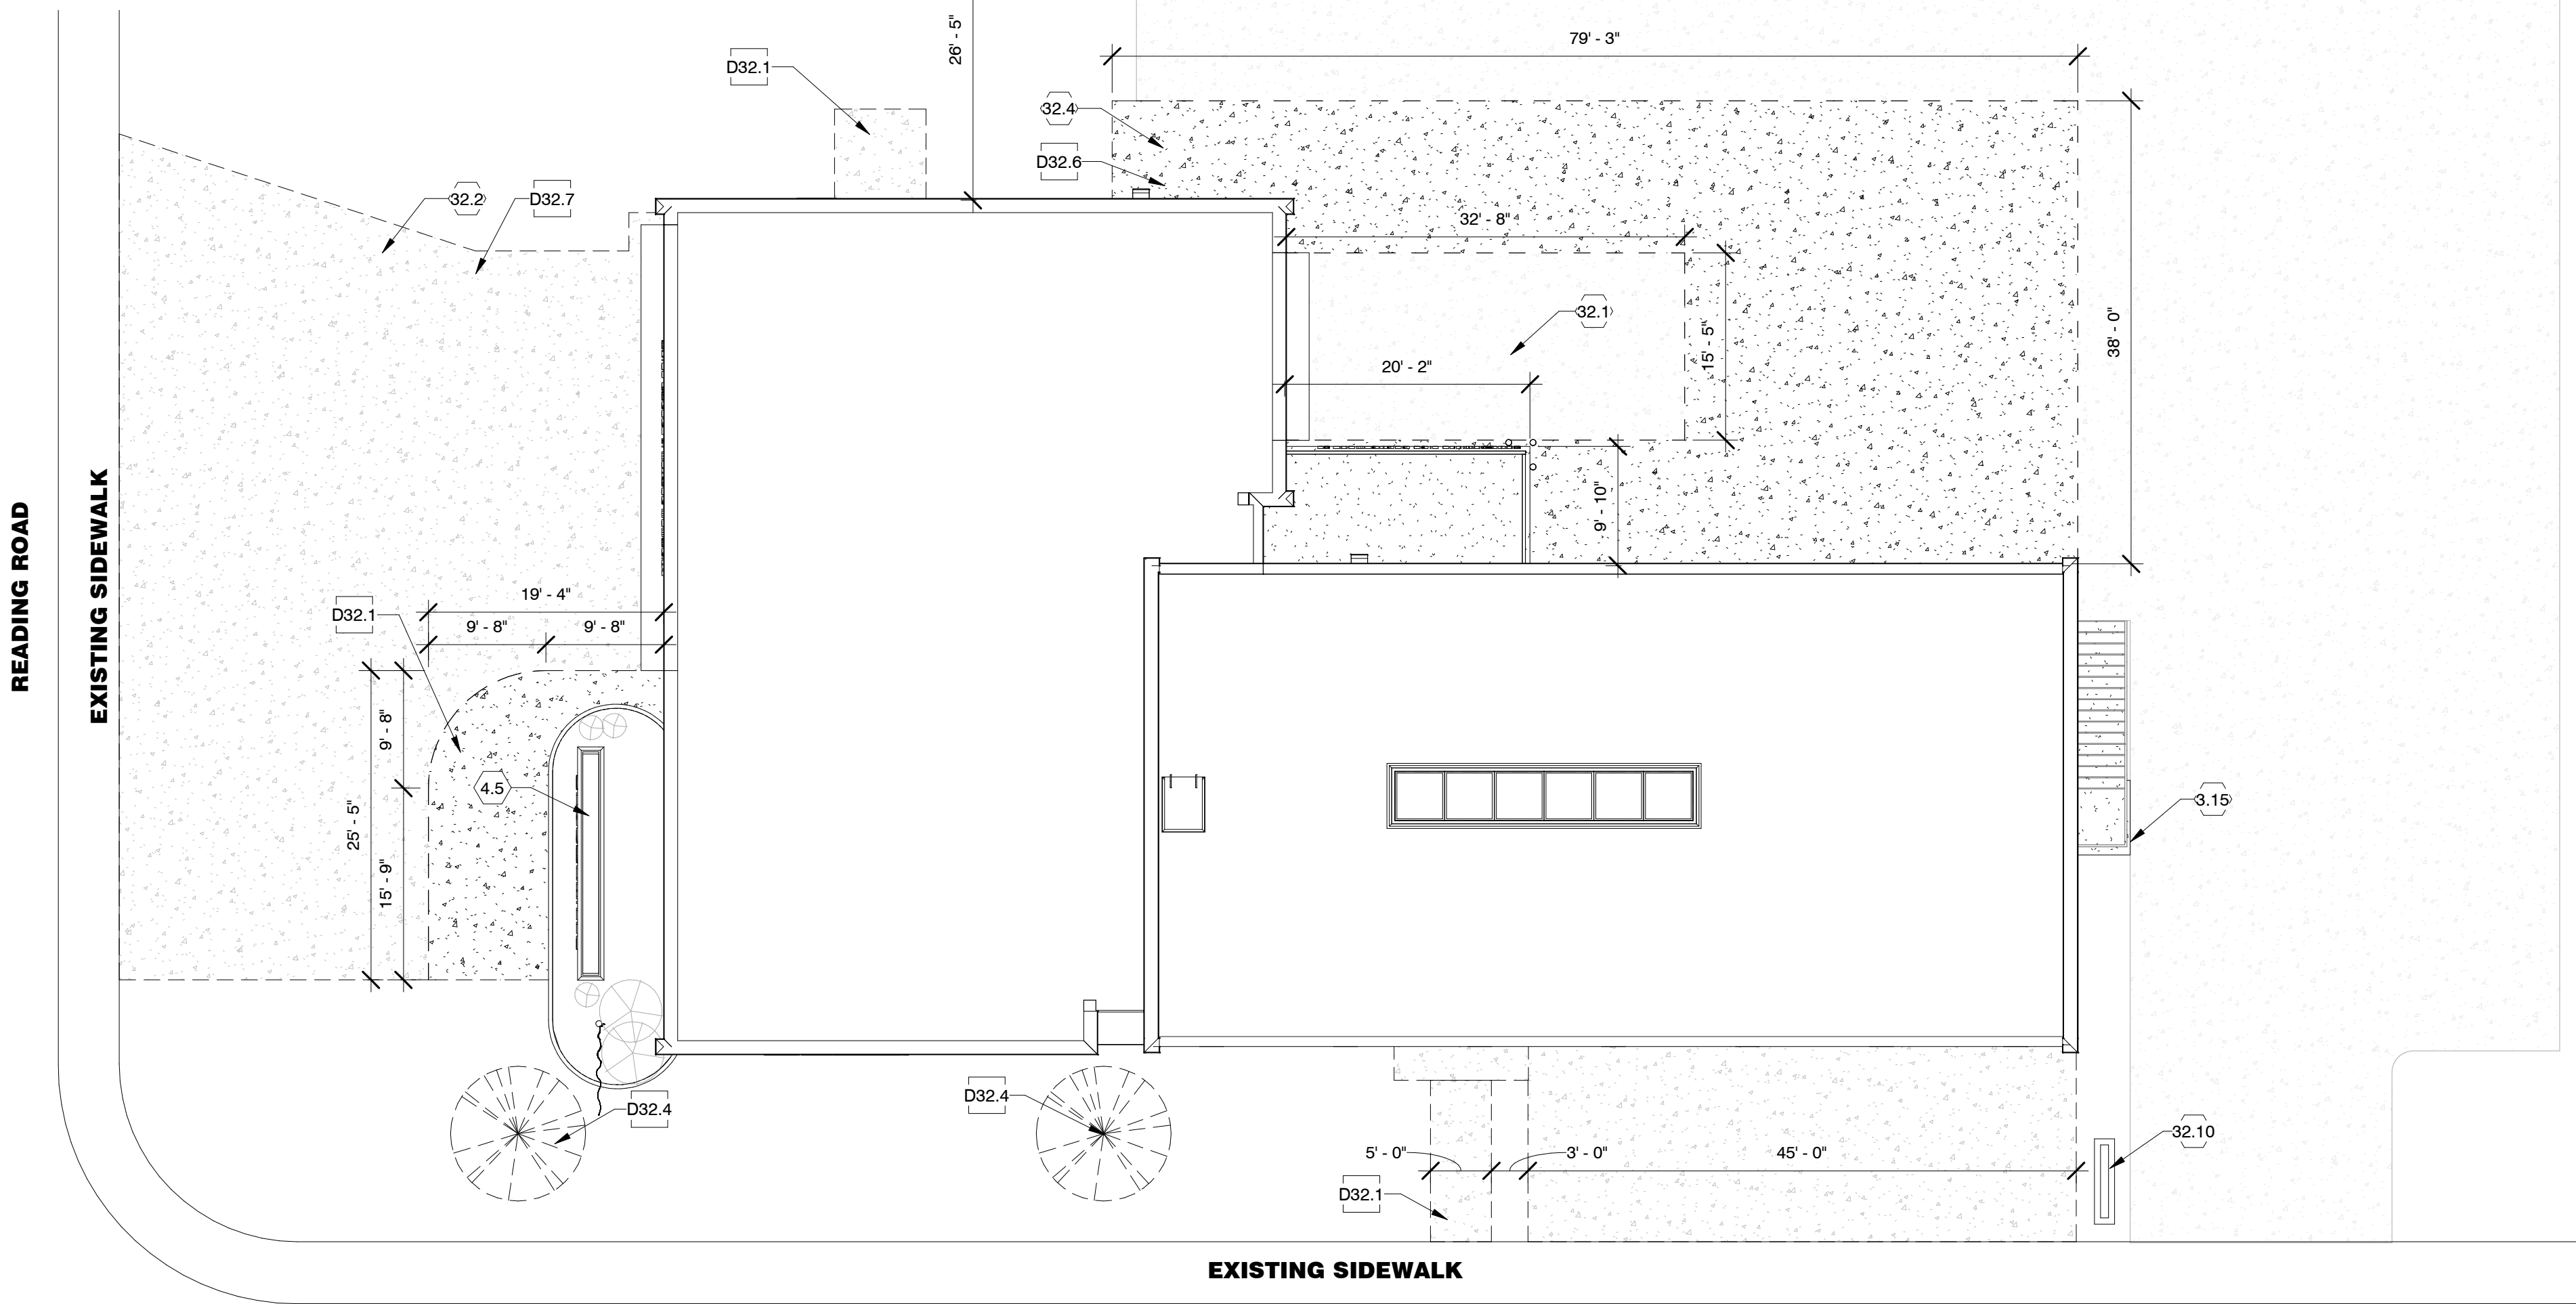 26' - 5"
79' - 3"
D32.1
32.4
D32.6
32.2
D32.7
32' - 8"
32.1
15' - 5"
38' - 0"
20' - 2"
9' - 10"
READING ROAD
EXISTING SIDEWALK
19' - 4"
D32.1
9' - 8"
9' - 8"
9' - 8"
25' - 5"
15' - 9"
4.5
3.15
D32.4
D32.4
32.10
5' - 0"
3' - 0"
45' - 0"
D32.1
EXISTING SIDEWALK